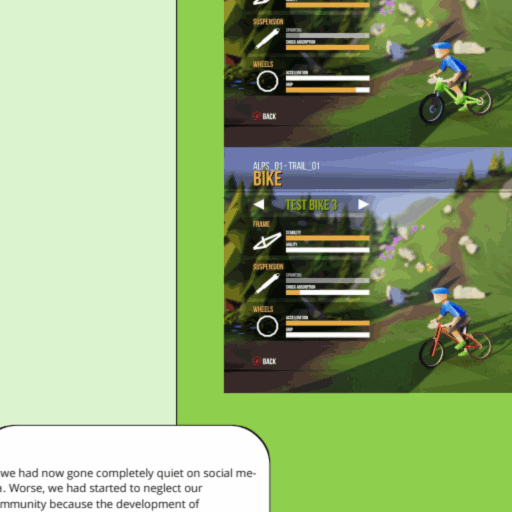 SUSPENSION
SPRINTING
SHOCK ABSORPTION
WHEELS
ACCELERATION
GRIP
BACK
ALPS_01 - TRAIL_01
BIKE
TEST BIKE 3
FRAME
STABILITY
AGILITY
SUSPENSION
SPRINTING
SHOCK ABSORPTION
WHEELS
ACCELERATION
GRIP
BACK
we had now gone completely quiet on social me-
a. Worse, we had started to neglect our
mmunity because the development of